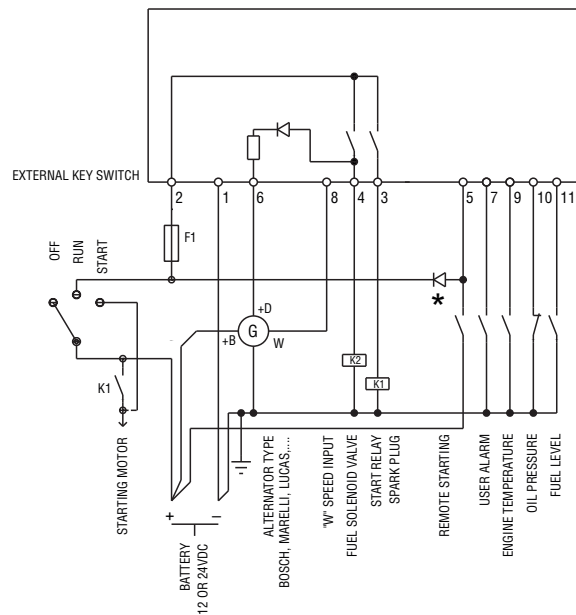 EXTERNAL KEY SWITCH
2 1 6 8 4 3 5 7 9 10 11
F1
OFF
RUN
START
*
+D
G
+B
W
K2
K1
K1
STARTING MOTOR
+ –
BATTERY
12 OR 24VDC
ALTERNATOR TYPE
BOSCH, MARELLI, LUCAS,....
"W" SPEED INPUT
FUEL SOLENOID VALVE
START RELAY
SPARK PLUG
REMOTE STARTING
USER ALARM
ENGINE TEMPERATURE
OIL PRESSURE
FUEL LEVEL